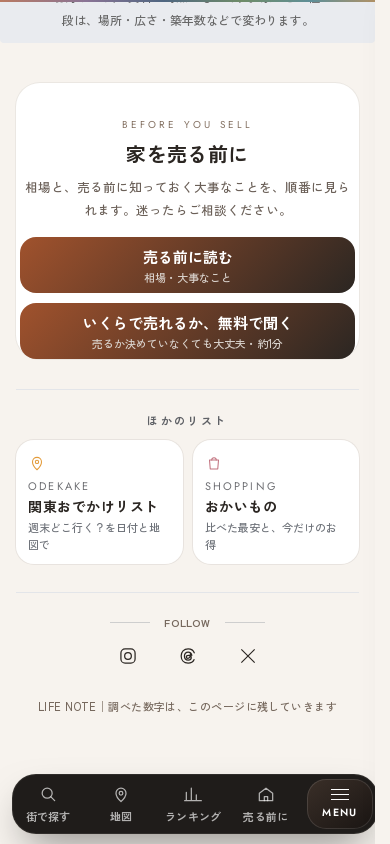 段は、場所・広さ・築年数などで変わります。
BEFORE YOU SELL
家を売る前に
相場と、売る前に知っておく大事なことを、順番に見ら
れます。迷ったらご相談ください。
売る前に読む
相場・大事なこと
いくらで売れるか、無料で聞く
売るか決めていなくても大丈夫・約1分
ほかのリスト
ODEKAKE
関東おでかけリスト
週末どこ行く？を日付と地
図で
SHOPPING
おかいもの
比べた最安と、今だけのお
得
FOLLOW
LIFE NOTE｜調べた数字は、このページに残していきます
街で探す
地図
ランキング
売る前に
MENU